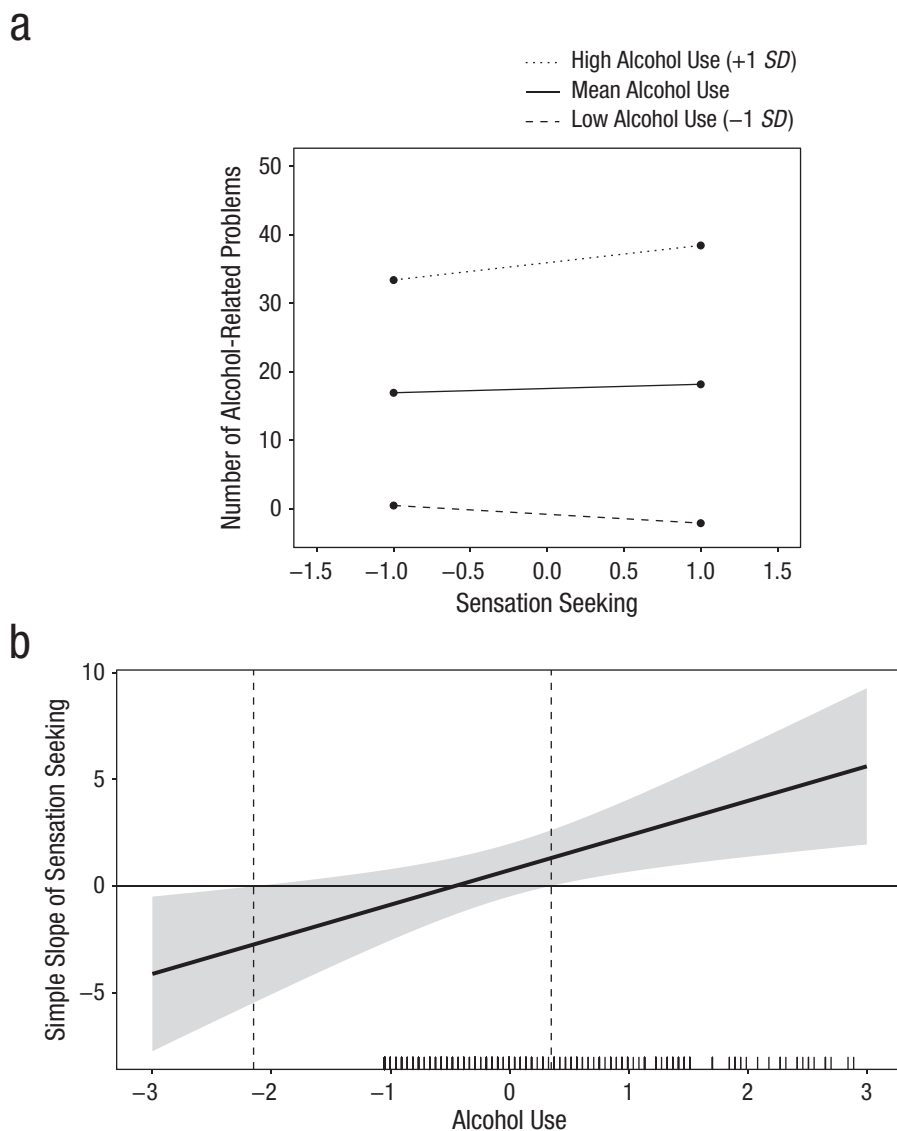 a
High Alcohol Use (+1 SD)
Mean Alcohol Use
Low Alcohol Use (−1 SD)
Number of Alcohol-Related Problems
50
40
30
20
10
0
−1.5 −1.0 −0.5 0.0 0.5 1.0 1.5
Sensation Seeking
b
Simple Slope of Sensation Seeking
10
5
0
−5
−3 −2 −1 0 1 2 3
Alcohol Use